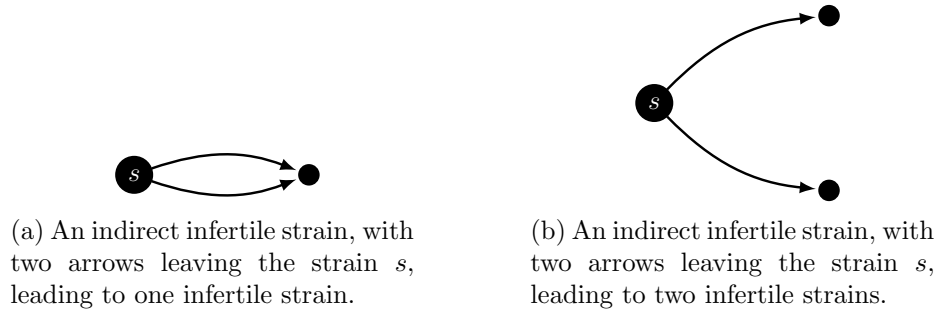 s
s
(a) An indirect infertile strain, with
two arrows leaving the strain s,
leading to one infertile strain.
(b) An indirect infertile strain, with
two arrows leaving the strain s,
leading to two infertile strains.